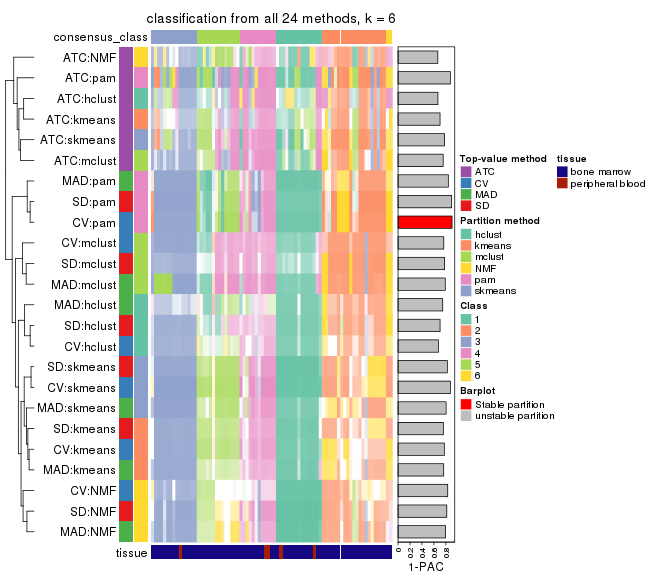 classification from all 24 methods, k = 6
consensus_class
ATC:NMF
ATC:pam
ATC:hclust
ATC:kmeans
ATC:skmeans
ATC:mclust
MAD:pam
SD:pam
CV:pam
CV:mclust
SD:mclust
MAD:mclust
MAD:hclust
SD:hclust
CV:hclust
SD:skmeans
CV:skmeans
MAD:skmeans
SD:kmeans
CV:kmeans
MAD:kmeans
CV:NMF
SD:NMF
MAD:NMF
tissue
0 0.2 0.4 0.6 0.8
1-PAC
Top-value method
ATC
CV
MAD
SD
Partition method
hclust
kmeans
mclust
NMF
pam
skmeans
Class
1
2
3
4
5
6
Barplot
Stable partition
unstable partition
tissue
bone marrow
peripheral blood